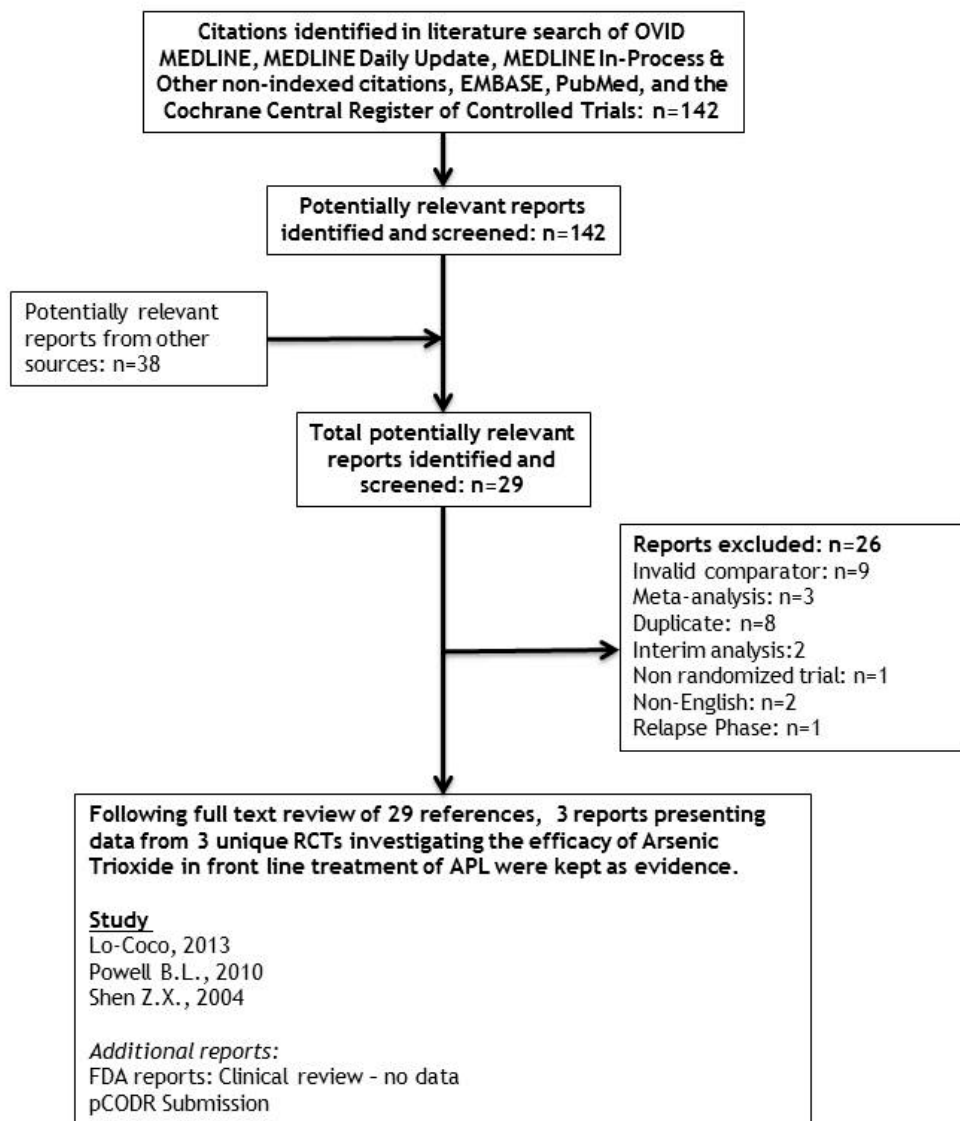 Citations identified in literature search of OVID
MEDLINE, MEDLINE Daily Update, MEDLINE In-Process &
Other non-indexed citations, EMBASE, PubMed, and the
Cochrane Central Register of Controlled Trials: n=142
Potentially relevant reports
identified and screened: n=142
Potentially relevant
reports from other
sources: n=38
Total potentially relevant
reports identified and
screened: n=29
Reports excluded: n=26
Invalid comparator: n=9
Meta-analysis: n=3
Duplicate: n=8
Interim analysis:2
Non randomized trial: n=1
Non-English: n=2
Relapse Phase: n=1
Following full text review of 29 references, 3 reports presenting
data from 3 unique RCTs investigating the efficacy of Arsenic
Trioxide in front line treatment of APL were kept as evidence.
Study
Lo-Coco, 2013
Powell B.L., 2010
Shen Z.X., 2004
Additional reports:
FDA reports: Clinical review – no data
pCODR Submission